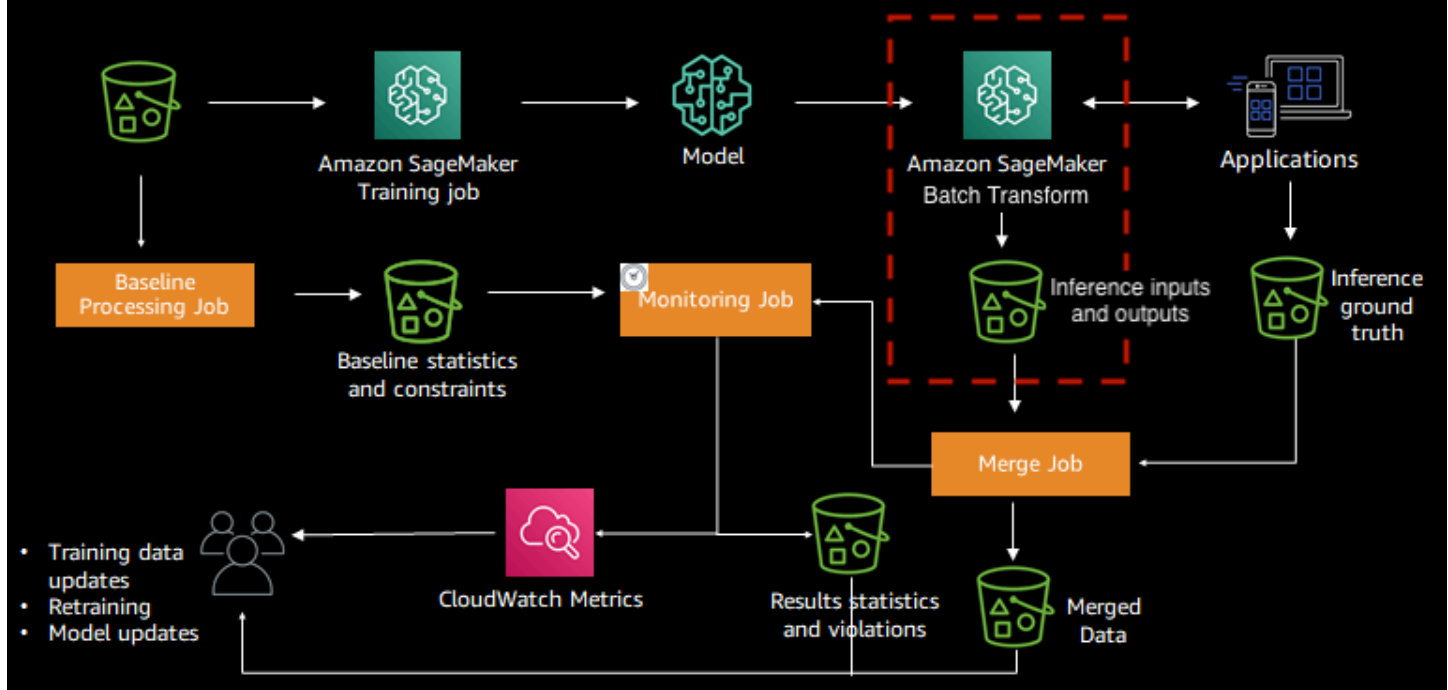 Amazon SageMaker
Training job
Model
Amazon SageMaker
Batch Transform
Applications
Baseline
Processing Job
Baseline statistics
and constraints
Monitoring Job
Inference inputs
and outputs
Inference
ground
truth
Merge Job
• Training data
updates
• Retraining
• Model updates
CloudWatch Metrics
Results statistics
and violations
Merged
Data